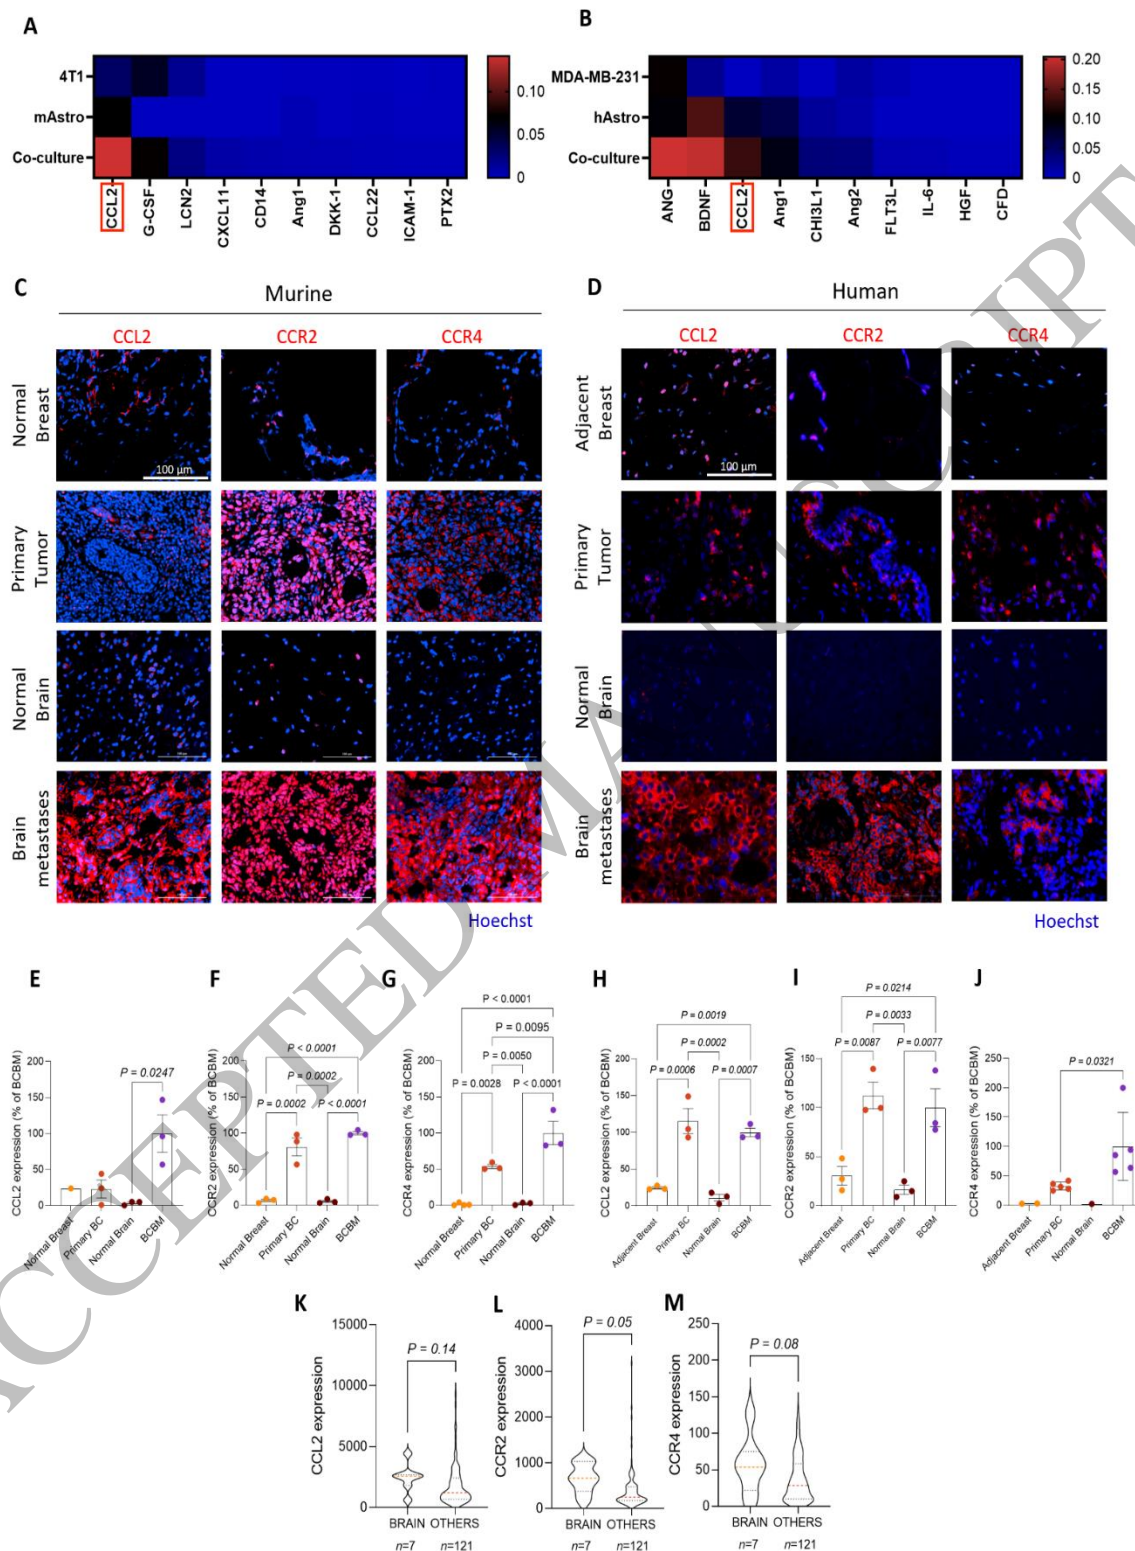 A
4T1
mAstro
Co-culture
0.10
0.05
0
CCL2
G-CSF
LCN2
CXCL11
CD14
Ang1
DKK-1
CCL22
ICAM-1
PTX2
B
MDA-MB-231
hAstro
Co-culture
0.20
0.15
0.10
0.05
0
ANG
BDNF
CCL2
Ang1
CHI3L1
Ang2
FLT3L
IL-6
HGF
CFD
C
Murine
CCL2 CCR2 CCR4
Normal
Breast
100 µm
Primary
Tumor
Normal
Brain
Brain
metastases
Hoechst
D
Human
CCL2 CCR2 CCR4
Adjacent
Breast
100 µm
Primary
Tumor
Normal
Brain
Brain
metastases
Hoechst
E
CCL2 expression (% of BCBM)
200
150
100
50
0
P = 0.0247
Normal Breast
Primary BC
Normal Brain
BCBM
F
CCR2 expression (% of BCBM)
200
150
100
50
0
P < 0.0001
P = 0.0002
P = 0.0002
P < 0.0001
Normal Breast
Primary BC
Normal Brain
BCBM
G
CCR4 expression (% of BCBM)
200
150
100
50
0
P < 0.0001
P = 0.0095
P = 0.0050
P = 0.0028
P < 0.0001
Normal Breast
Primary BC
Normal Brain
BCBM
H
CCL2 expression (% of BCBM)
200
150
100
50
0
P = 0.0019
P = 0.0002
P = 0.0006
P = 0.0007
Adjacent Breast
Primary BC
Normal Brain
BCBM
I
CCR2 expression (% of BCBM)
150
100
50
0
P = 0.0214
P = 0.0033
P = 0.0087
P = 0.0077
Adjacent Breast
Primary BC
Normal Brain
BCBM
J
CCR4 expression (% of BCBM)
250
200
150
100
50
0
P = 0.0321
Adjacent Breast
Primary BC
Normal Brain
BCBM
K
CCL2 expression
15000
10000
5000
0
P = 0.14
BRAIN OTHERS
n=7 n=121
L
CCR2 expression
4000
3000
2000
1000
0
P = 0.05
BRAIN OTHERS
n=7 n=121
M
CCR4 expression
250
200
150
100
50
0
P = 0.08
BRAIN OTHERS
n=7 n=121
ACCEPTED MANUSCRIPT